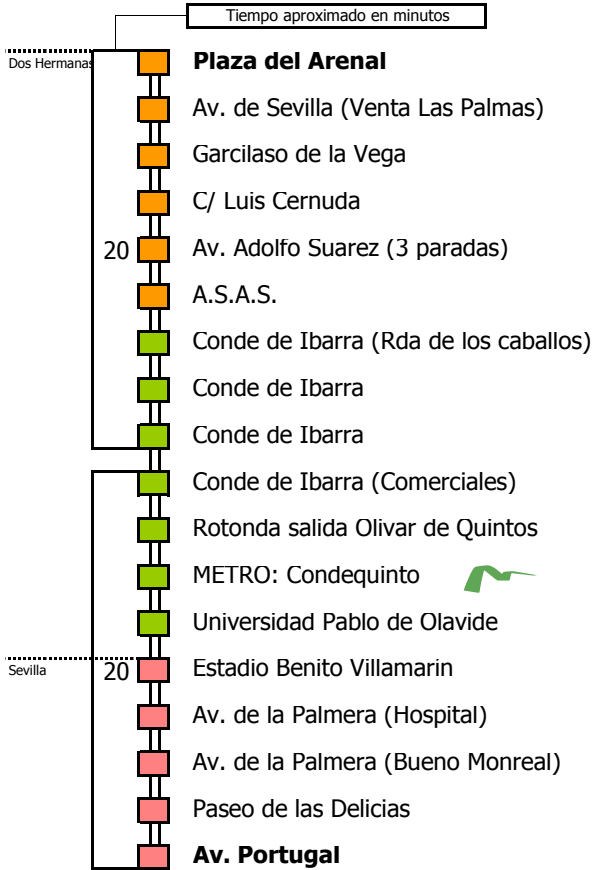 Tiempo aproximado en minutos
Dos Hermanas
Plaza del Arenal
Av. de Sevilla (Venta Las Palmas)
Garcilaso de la Vega
C/ Luis Cernuda
20
Av. Adolfo Suarez (3 paradas)
A.S.A.S.
Conde de Ibarra (Rda de los caballos)
Conde de Ibarra
Conde de Ibarra
Conde de Ibarra (Comerciales)
Rotonda salida Olivar de Quintos
METRO: Condequinto
Universidad Pablo de Olavide
Sevilla
20
Estadio Benito Villamarin
Av. de la Palmera (Hospital)
Av. de la Palmera (Bueno Monreal)
Paseo de las Delicias
Av. Portugal